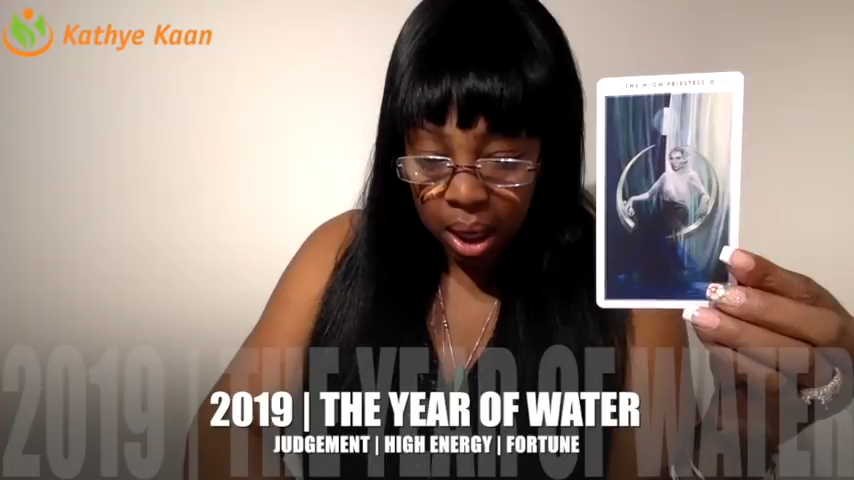 Kathye Kaan
THE HIGH PRIESTESS II
2019 | THE YEAR OF WATER
2019 | THE YEAR OF WATER
JUDGEMENT | HIGH ENERGY | FORTUNE